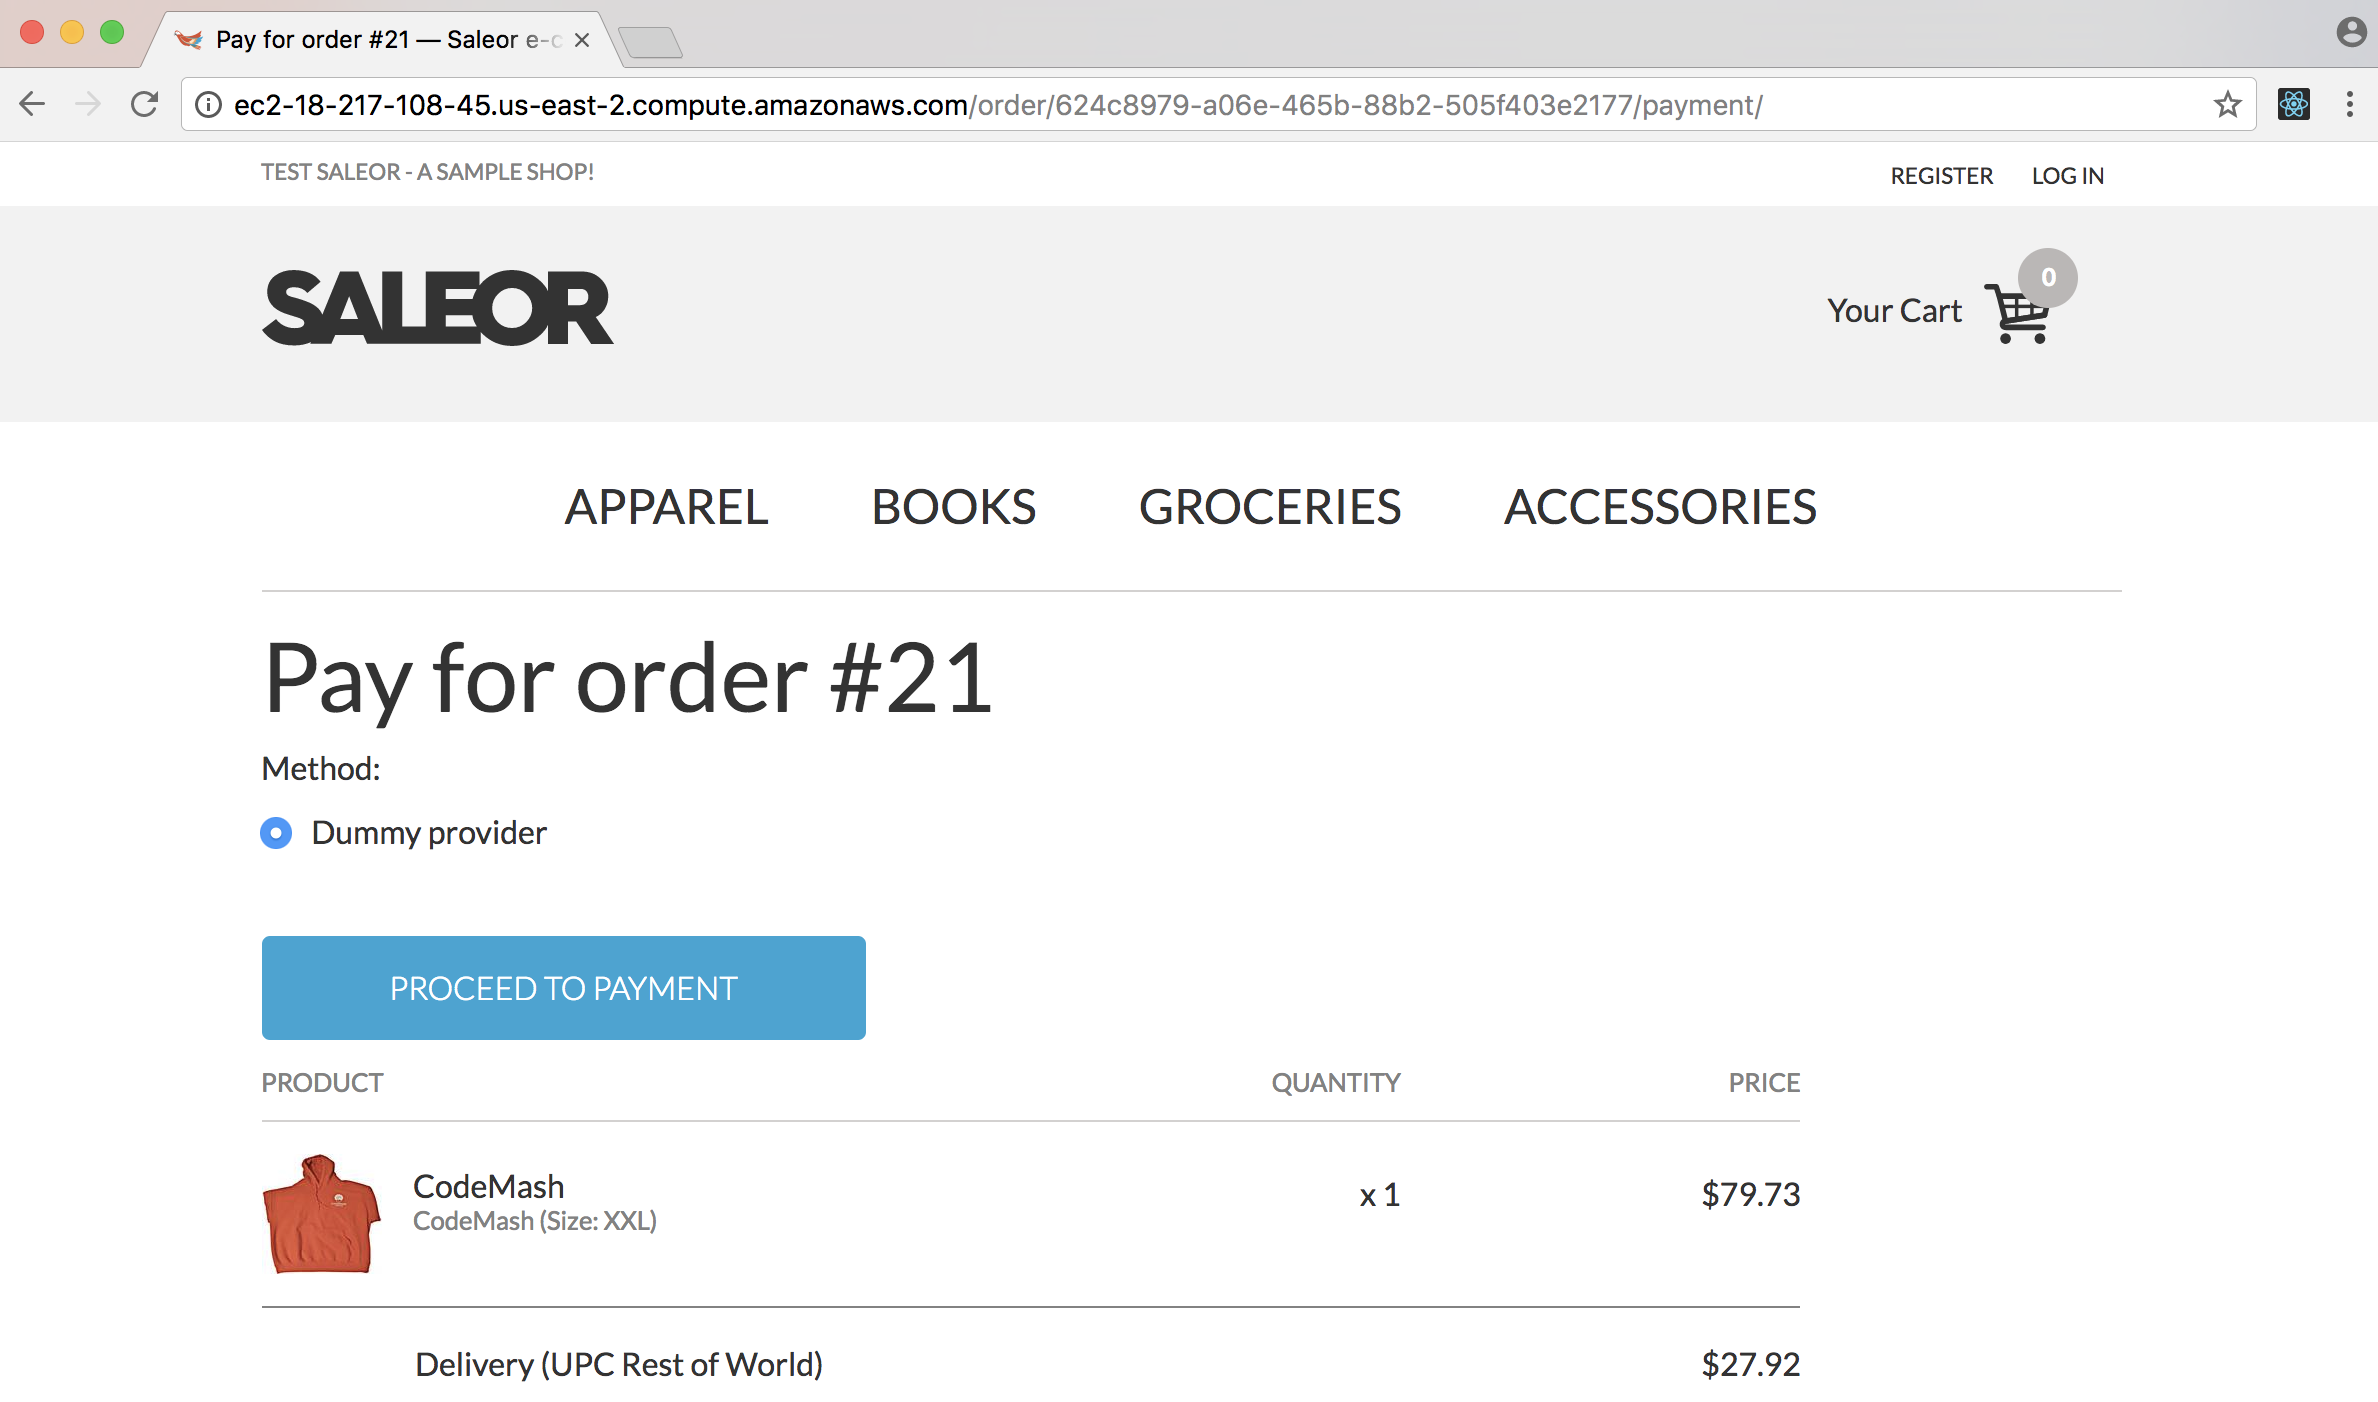 Pay for order #21 — Saleor e-c
ec2-18-217-108-45.us-east-2.compute.amazonaws.com/order/624c8979-a06e-465b-88b2-505f403e2177/payment/
TEST SALEOR - A SAMPLE SHOP!
REGISTER LOG IN
SALEOR
Your Cart 0
APPAREL BOOKS GROCERIES ACCESSORIES
Pay for order #21
Method:
Dummy provider
PROCEED TO PAYMENT
PRODUCT QUANTITY PRICE
CodeMash x 1 $79.73
CodeMash (Size: XXL)
Delivery (UPC Rest of World) $27.92